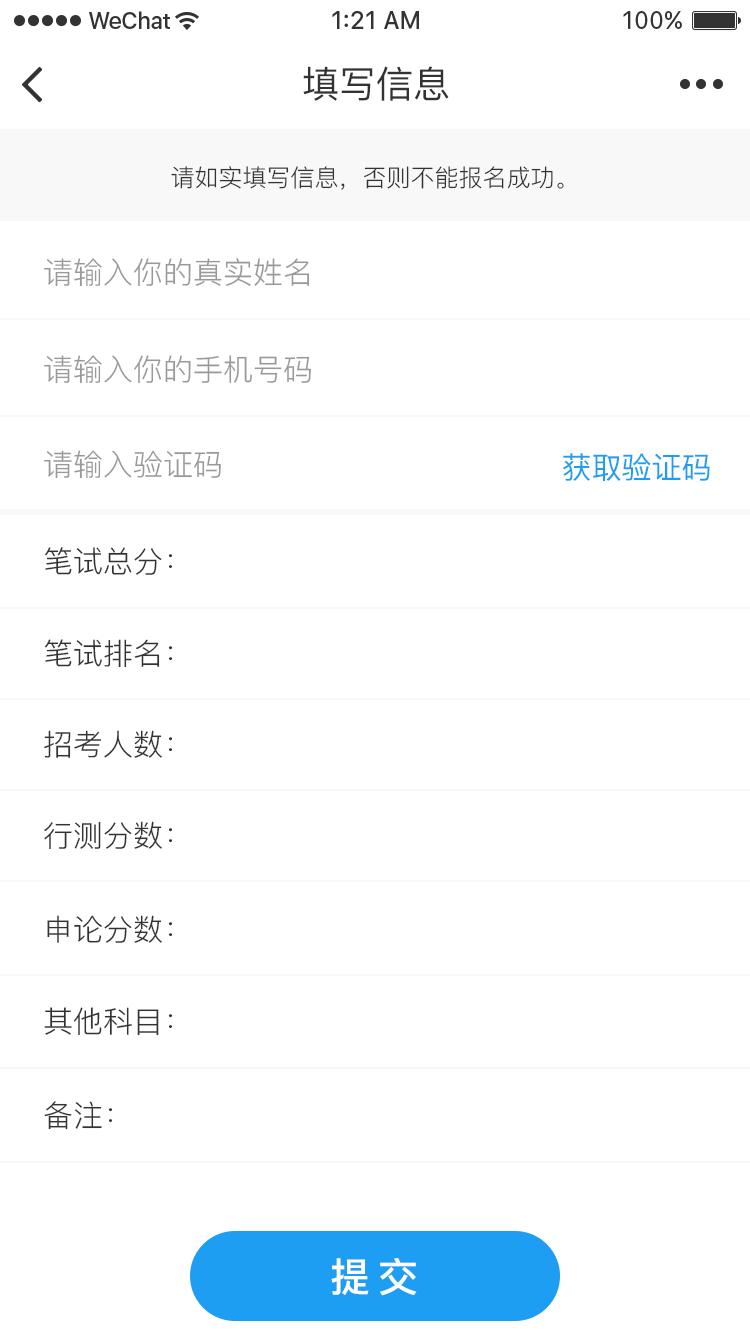 WeChat 1:21 AM 100%
填写信息
请如实填写信息，否则不能报名成功。
请输入你的真实姓名
请输入你的手机号码
请输入验证码 获取验证码
笔试总分：
笔试排名：
招考人数：
行测分数：
申论分数：
其他科目：
备注：
提交